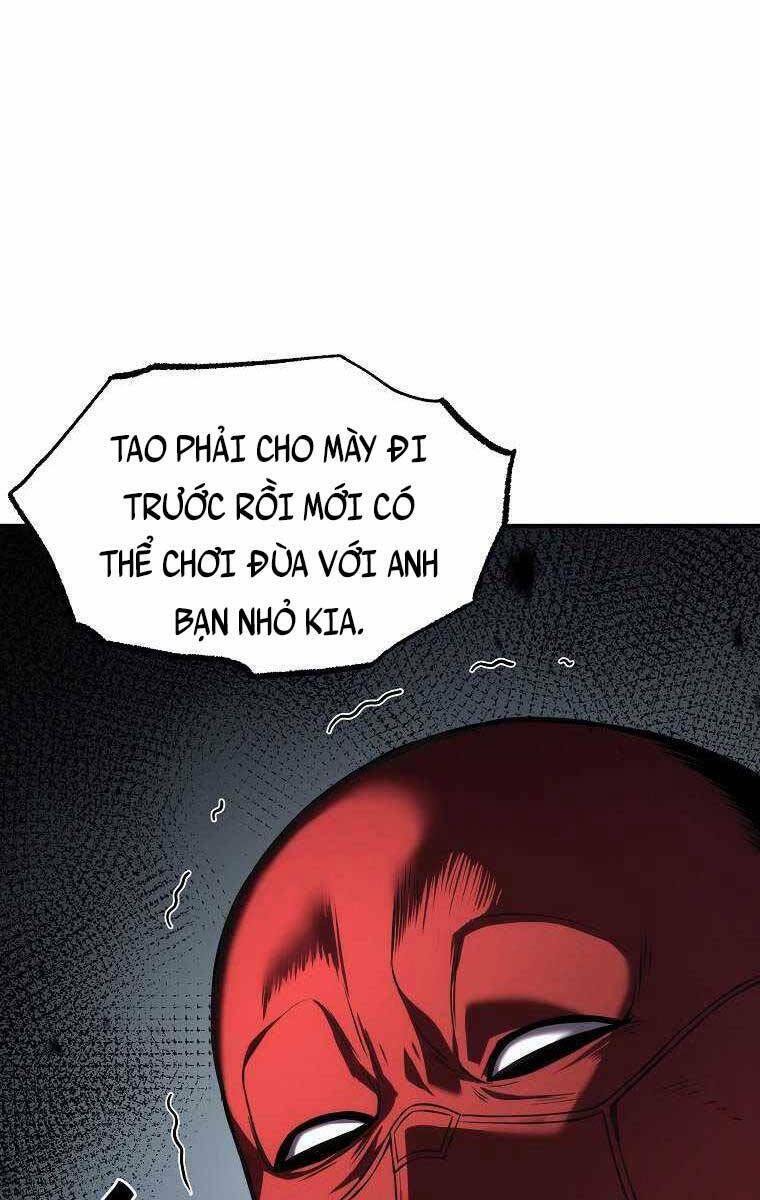 TAO PHẢI CHO MÀY ĐI
TRƯỚC RỒI MỚI CÓ
THỂ CHƠI ĐÙA VỚI ANH
BẠN NHỎ KIA.